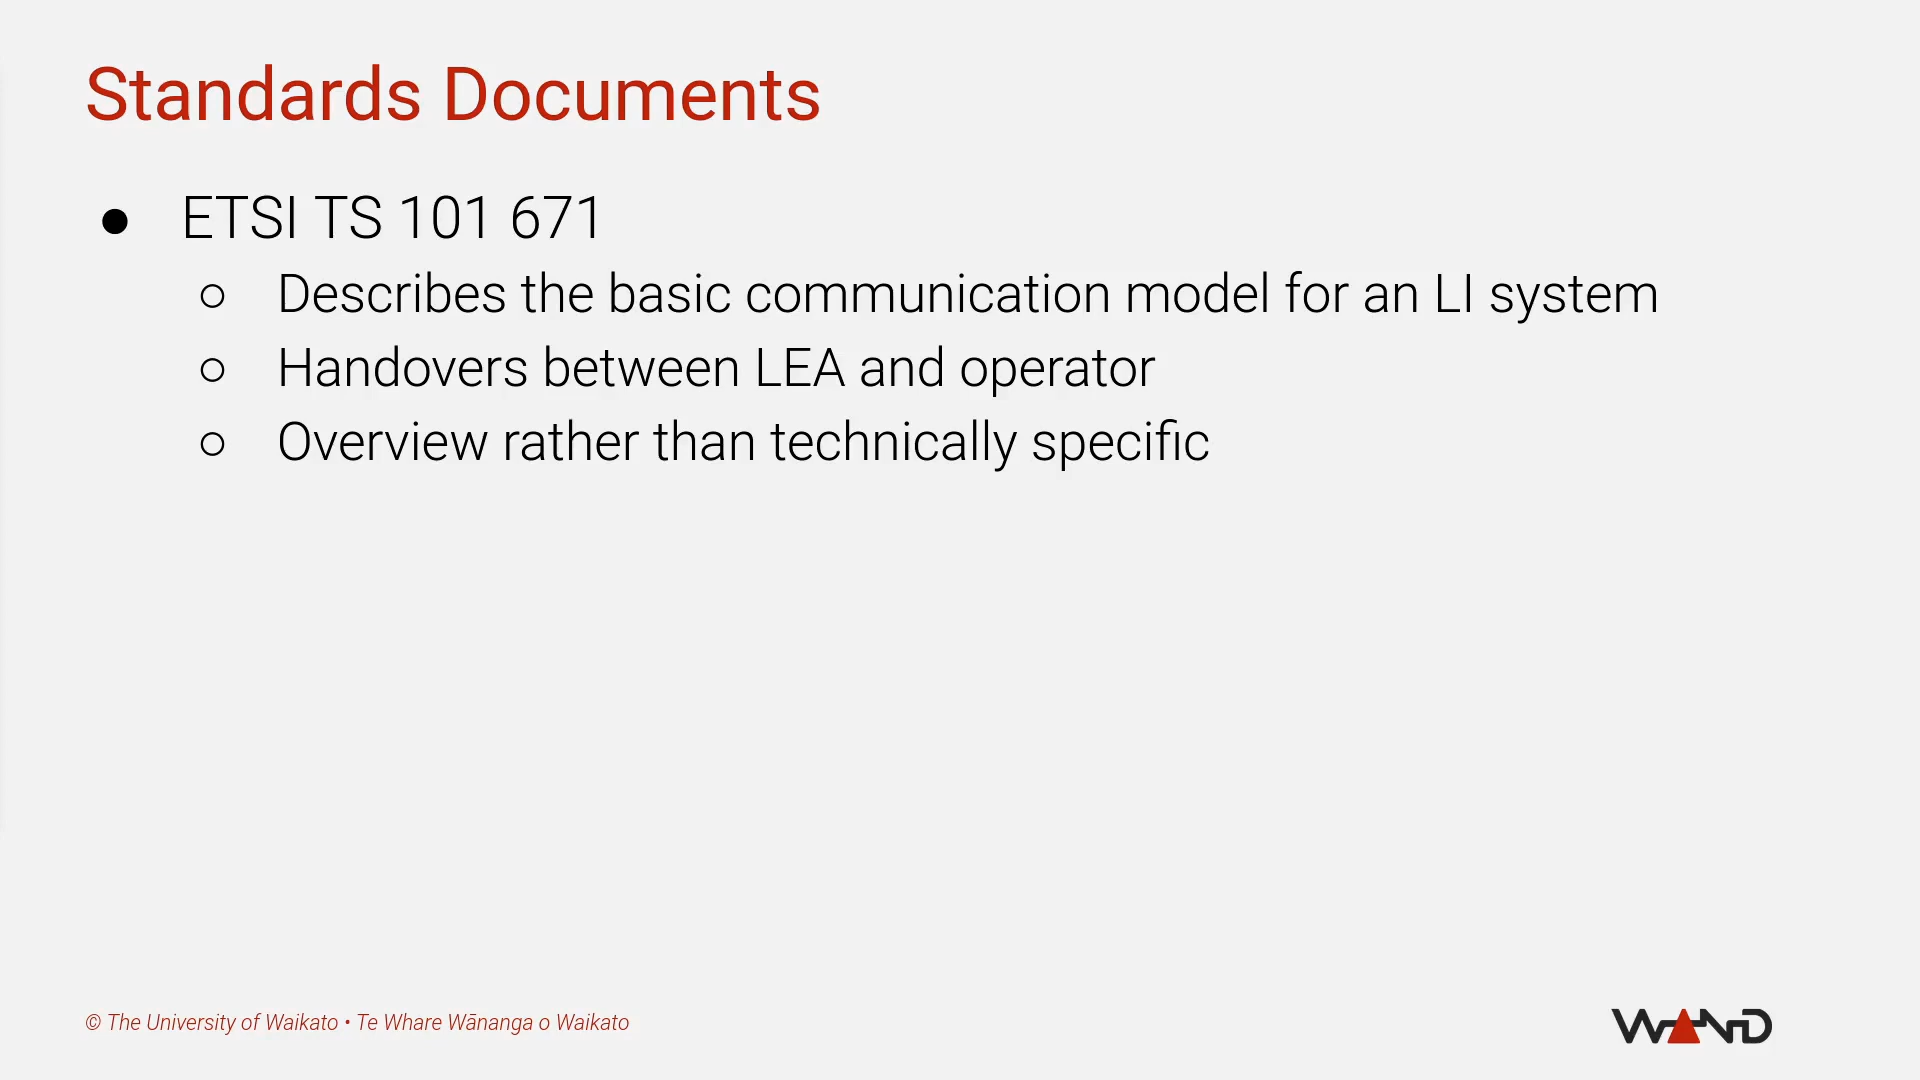 Standards Documents
● ETSI TS 101 671
○ Describes the basic communication model for an LI system
○ Handovers between LEA and operator
○ Overview rather than technically specific
© The University of Waikato • Te Whare Wānanga o Waikato
WAND